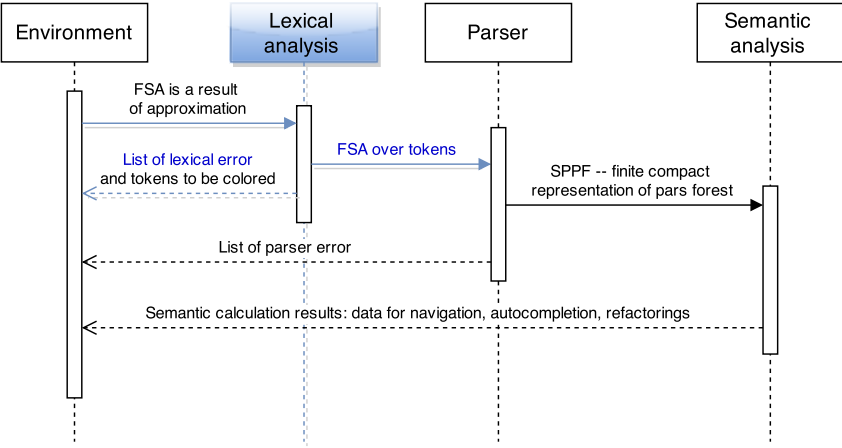 Environment
Lexical
analysis
Parser
Semantic
analysis
FSA is a result
of approximation
List of lexical error
and tokens to be colored
FSA over tokens
SPPF -- finite compact
representation of pars forest
List of parser error
Semantic calculation results: data for navigation, autocompletion, refactorings